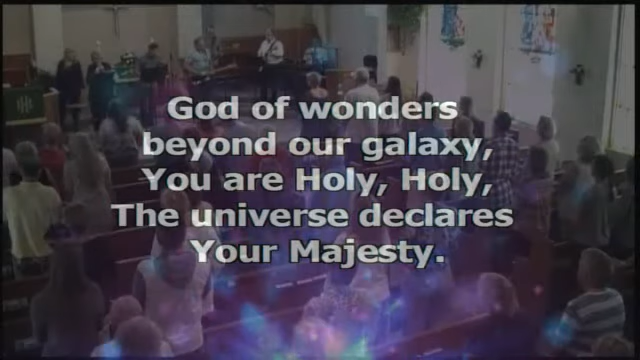 God of wonders
beyond our galaxy,
You are Holy, Holy,
The universe declares
Your Majesty.